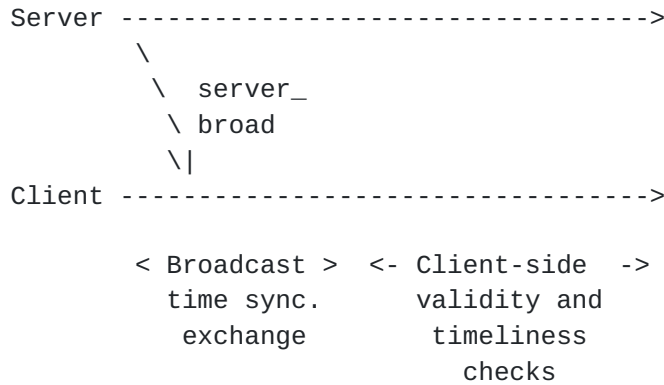 Server ---------------------------------->
\
\ server_
\ broad
\|
Client ---------------------------------->
< Broadcast > <- Client-side ->
time sync. validity and
exchange timeliness
checks